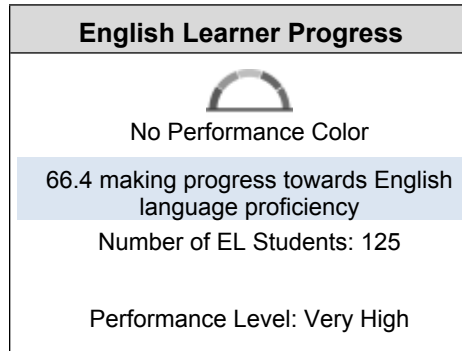 English Learner Progress
No Performance Color
66.4 making progress towards English
language proficiency
Number of EL Students: 125
Performance Level: Very High